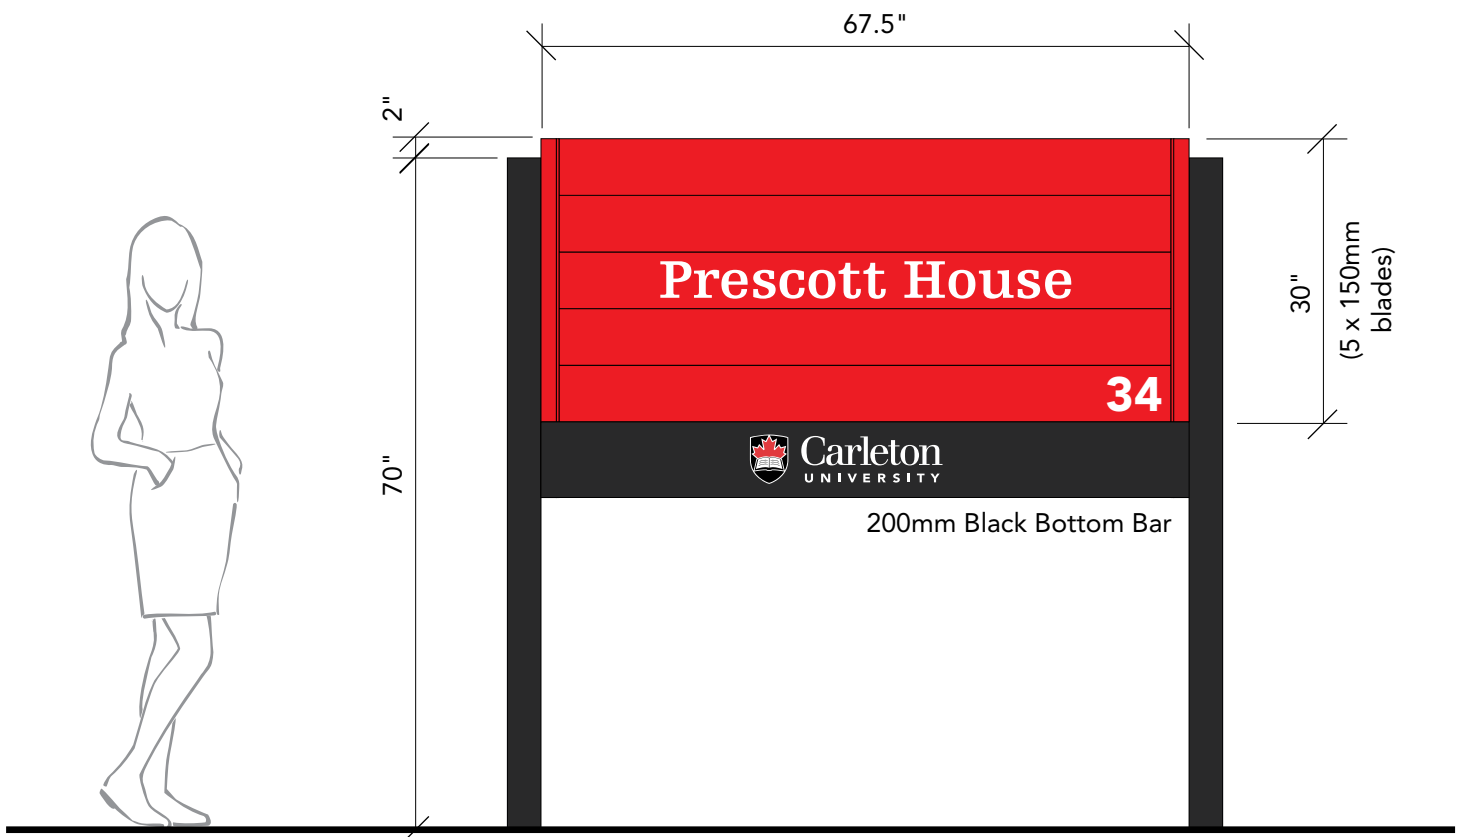 67.5"
2"
Prescott House
30"
(5 x 150mm
blades)
34
70"
Carleton
UNIVERSITY
200mm Black Bottom Bar